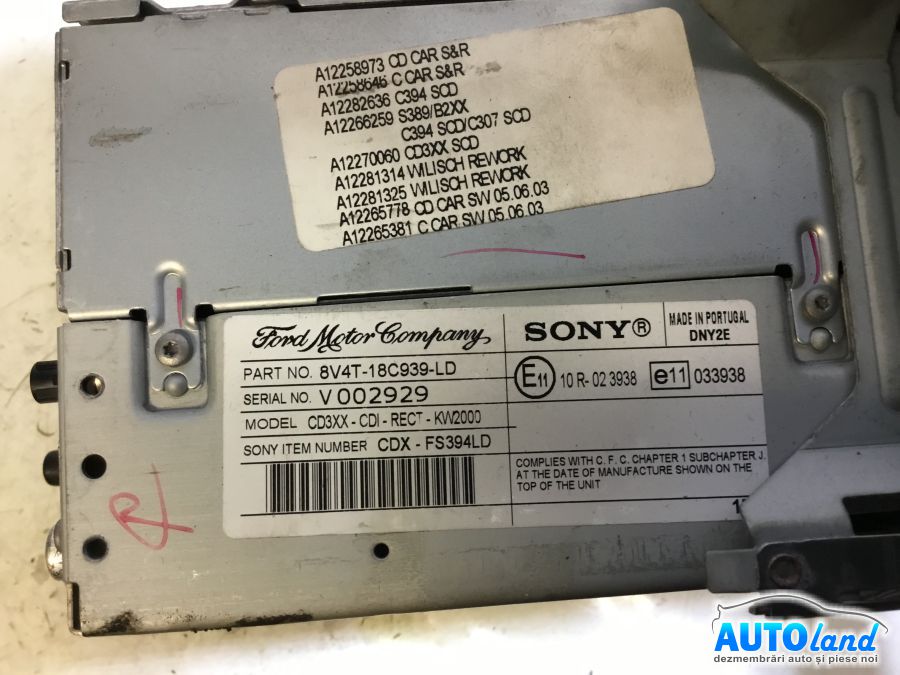 A12258973 CD CAR S&R
A12258646 C CAR S&R
A12282636 C394 SCD
A12266259 S389/B2XX
C394 SCD/C307 SCD
A12270060 CD3XX SCD
A12281314 WILISCH REWORK
A12281325 WILISCH REWORK
A12265778 CD CAR SW 05.06.03
A12265381 C CAR SW 05.06.03
Ford Motor Company,
SONY®
MADE IN PORTUGAL
DNY2E
PART NO. 8V4T-18C939-LD
SERIAL NO. V002929
MODEL CD3XX - CDI - RECT - KW2000
SONY ITEM NUMBER CDX - FS394LD
E11 10 R- 02 3938
e11 033938
COMPLIES WITH C. F. C. CHAPTER 1 SUBCHAPTER J.
AT THE DATE OF MANUFACTURE SHOWN ON THE
TOP OF THE UNIT
AUTOland
dezmembrări auto și piese noi